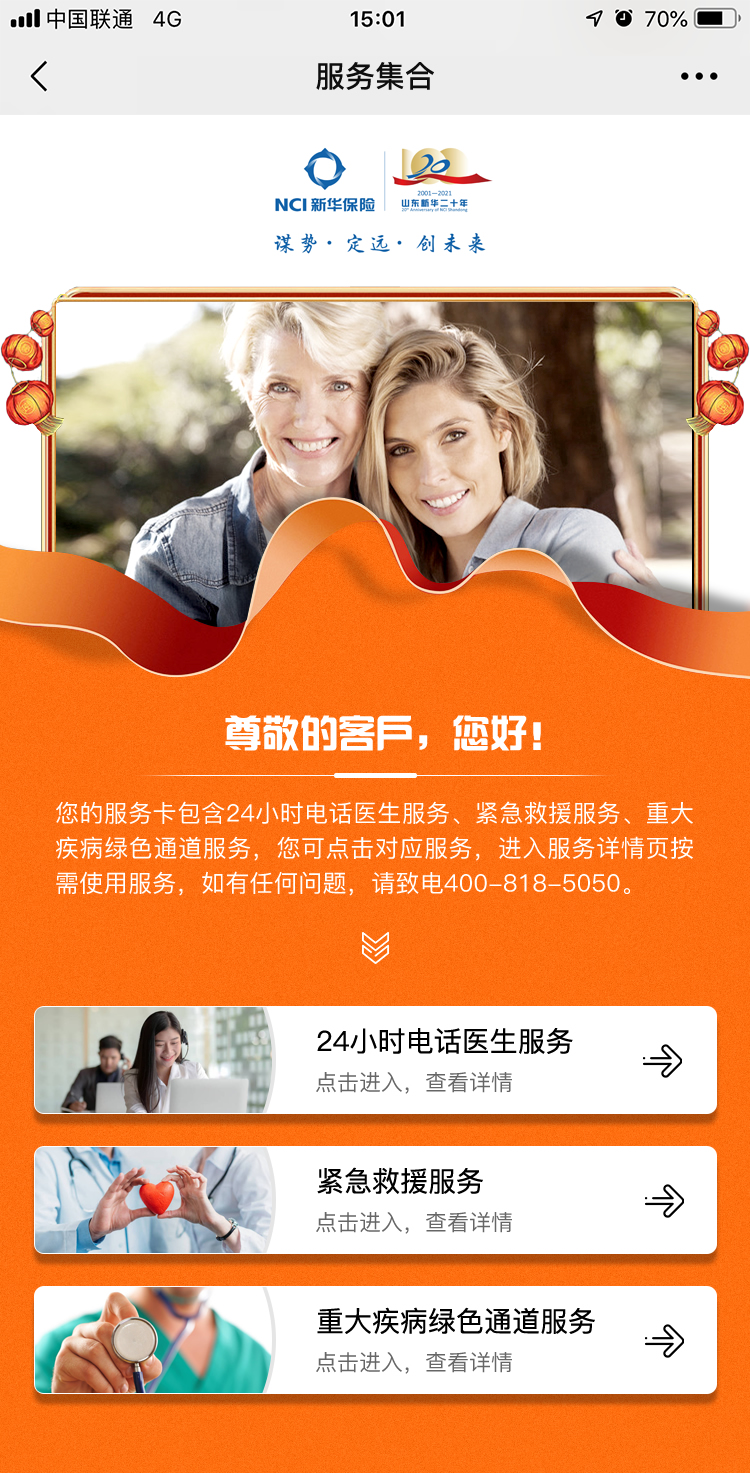 中国联通 4G 15:01 70%
服务集合
NCI 新华保险
100
20
2001—2021
山东新华二十年
20th Anniversary of NCI Shandong
谋势·定远·创未来
尊敬的客戶，您好！
您的服务卡包含24小时电话医生服务、紧急救援服务、重大
疾病绿色通道服务，您可点击对应服务，进入服务详情页按
需使用服务，如有任何问题，请致电400-818-5050。
24小时电话医生服务
点击进入，查看详情
紧急救援服务
点击进入，查看详情
重大疾病绿色通道服务
点击进入，查看详情